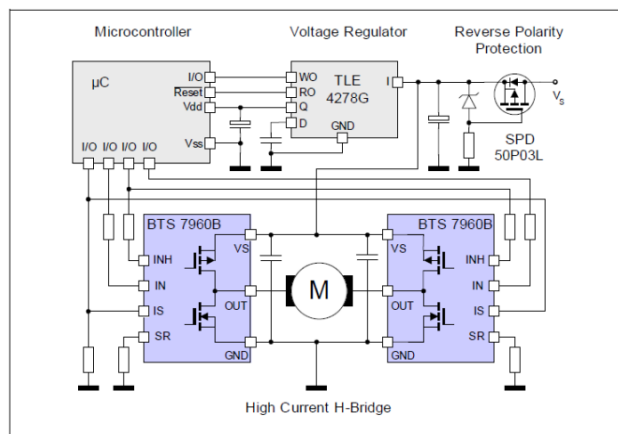 Microcontroller
Voltage Regulator
Reverse Polarity
Protection
µC
I/O
Reset
Vdd
Vss
I/O I/O I/O I/O
WO
RO
Q
D
TLE
4278G
I
GND
V_S
SPD
50P03L
BTS 7960B
VS
INH
IN
OUT
IS
SR
GND
M
BTS 7960B
VS
INH
IN
OUT
IS
SR
GND
High Current H-Bridge